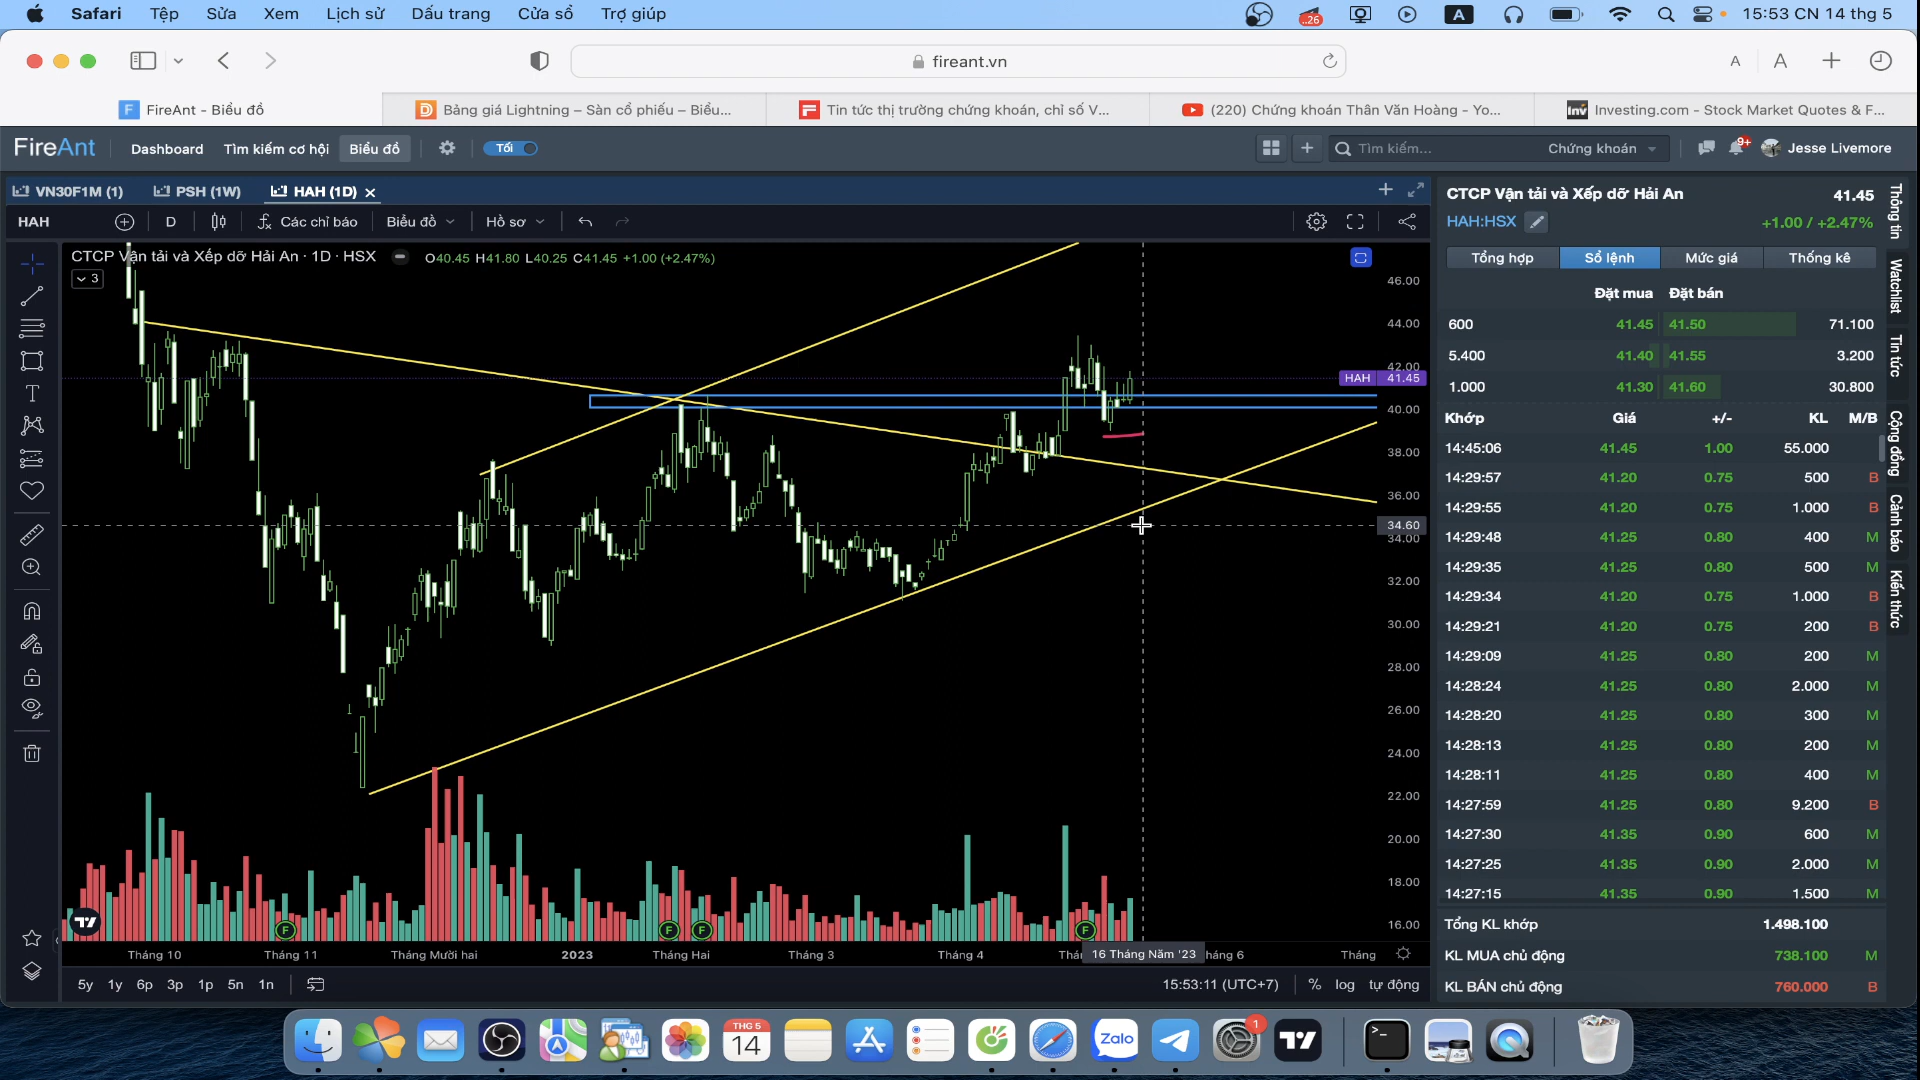 Safari Tệp Sửa Xem Lịch sử Dấu trang Cửa sổ Trợ giúp
..26 A 15:53 CN 14 thg 5
fireant.vn A A
F FireAnt - Biểu đồ
Bảng giá Lightning – Sàn cổ phiếu – Biểu...
Tin tức thị trường chứng khoán, chỉ số V...
(220) Chứng khoán Thân Văn Hoàng - Yo...
Inv Investing.com - Stock Market Quotes & F...
FireAnt Dashboard Tìm kiếm cơ hội Biểu đồ Tối Tìm kiếm... Chứng khoán 9+ Jesse Livemore
VN30F1M (1) PSH (1W) HAH (1D)
HAH D Các chỉ báo Biểu đồ Hồ sơ
CTCP Vận tải và Xếp dỡ Hải An · 1D · HSX O40.45 H41.80 L40.25 C41.45 +1.00 (+2.47%)
3
46.00
44.00
42.00
HAH 41.45
40.00
38.00
36.00
34.60
34.00
32.00
30.00
28.00
26.00
24.00
22.00
20.00
18.00
16.00
F F F F
Tháng 10 Tháng 11 Tháng Mười hai 2023 Tháng Hai Tháng 3 Tháng 4 16 Tháng Năm '23 háng 6 Tháng
5y 1y 6p 3p 1p 5n 1n 15:53:11 (UTC+7) % log tự động
CTCP Vận tải và Xếp dỡ Hải An 41.45
HAH:HSX +1.00 / +2.47%
Tổng hợp Sổ lệnh Mức giá Thống kê
Đặt mua Đặt bán
600 41.45 41.50 71.100
5.400 41.40 41.55 3.200
1.000 41.30 41.60 30.800
Khớp Giá +/- KL M/B
14:45:06 41.45 1.00 55.000
14:29:57 41.20 0.75 500 B
14:29:55 41.20 0.75 1.000 B
14:29:48 41.25 0.80 400 M
14:29:35 41.25 0.80 500 M
14:29:34 41.20 0.75 1.000 B
14:29:21 41.20 0.75 200 B
14:29:09 41.25 0.80 200 M
14:28:24 41.25 0.80 2.000 M
14:28:20 41.25 0.80 300 M
14:28:13 41.25 0.80 200 M
14:28:11 41.25 0.80 400 M
14:27:59 41.25 0.80 9.200 B
14:27:30 41.35 0.90 600 M
14:27:25 41.35 0.90 2.000 M
14:27:15 41.35 0.90 1.500 M
Tổng KL khớp 1.498.100
KL MUA chủ động 738.100 M
KL BÁN chủ động 760.000 B
Thông tin
Watchlist
Tin tức
Cộng đồng
Cảnh báo
Kiến thức
THG 5
14
Zalo
1